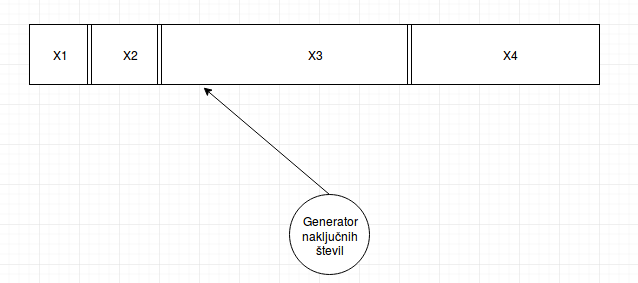 X1 X2 X3 X4
Generator
naključnih
števil